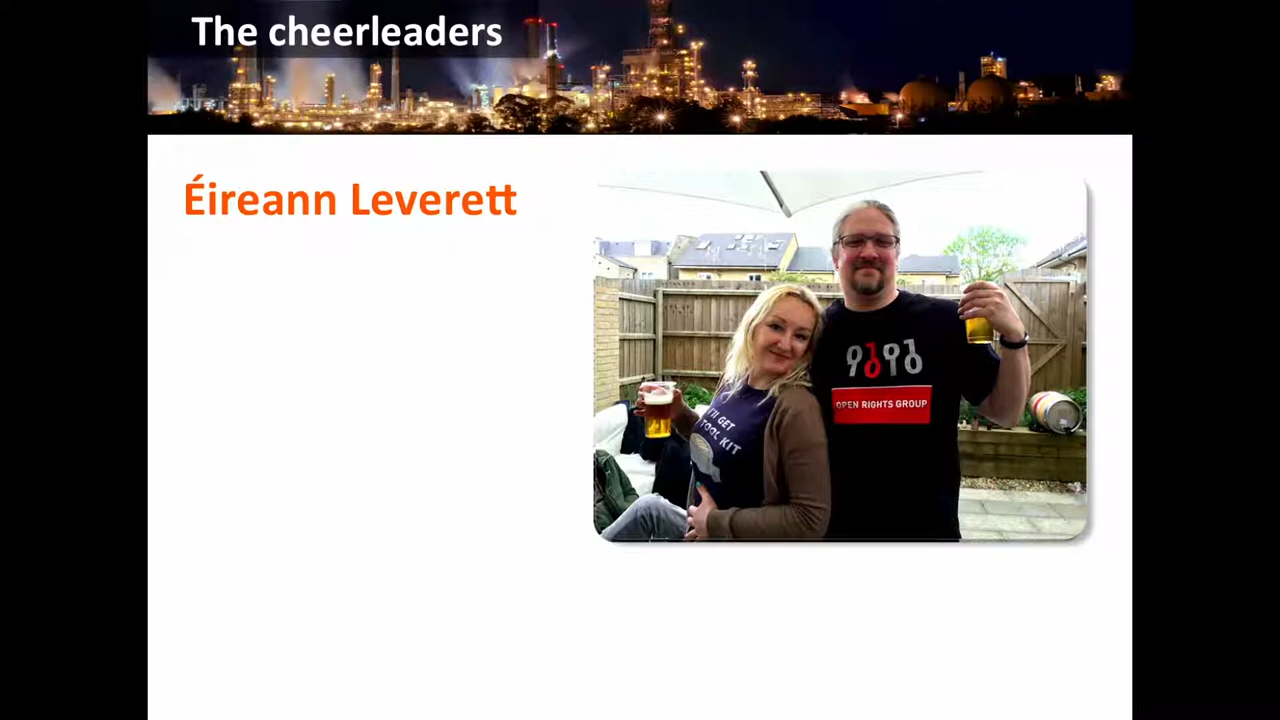 The cheerleaders
Éireann Leverett
GET
TOOL KIT
OPEN RIGHTS GROUP